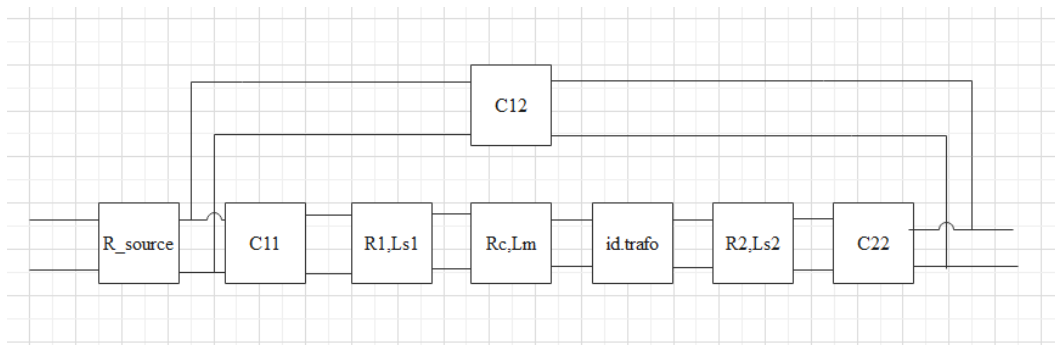 C12
R_source
C11
R1,Ls1
Rc,Lm
id.trafo
R2,Ls2
C22